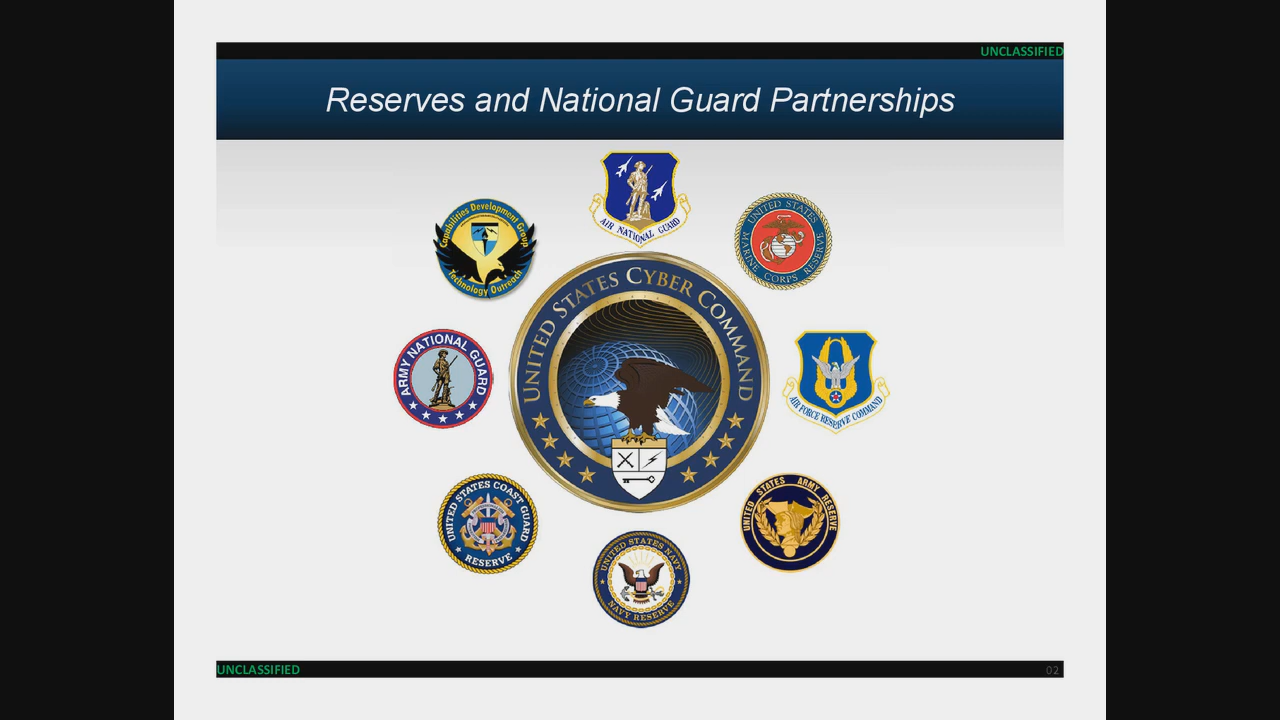 UNCLASSIFIED
Reserves and National Guard Partnerships
AIR NATIONAL GUARD
Capabilities Development Group
Technology Outreach
UNITED STATES
MARINE CORPS RESERVE
UNITED STATES CYBER COMMAND
ARMY NATIONAL GUARD
AIR FORCE RESERVE COMMAND
UNITED STATES COAST GUARD
RESERVE
UNITED STATES ARMY RESERVE
UNITED STATES NAVY
NAVY RESERVE
UNCLASSIFIED
02